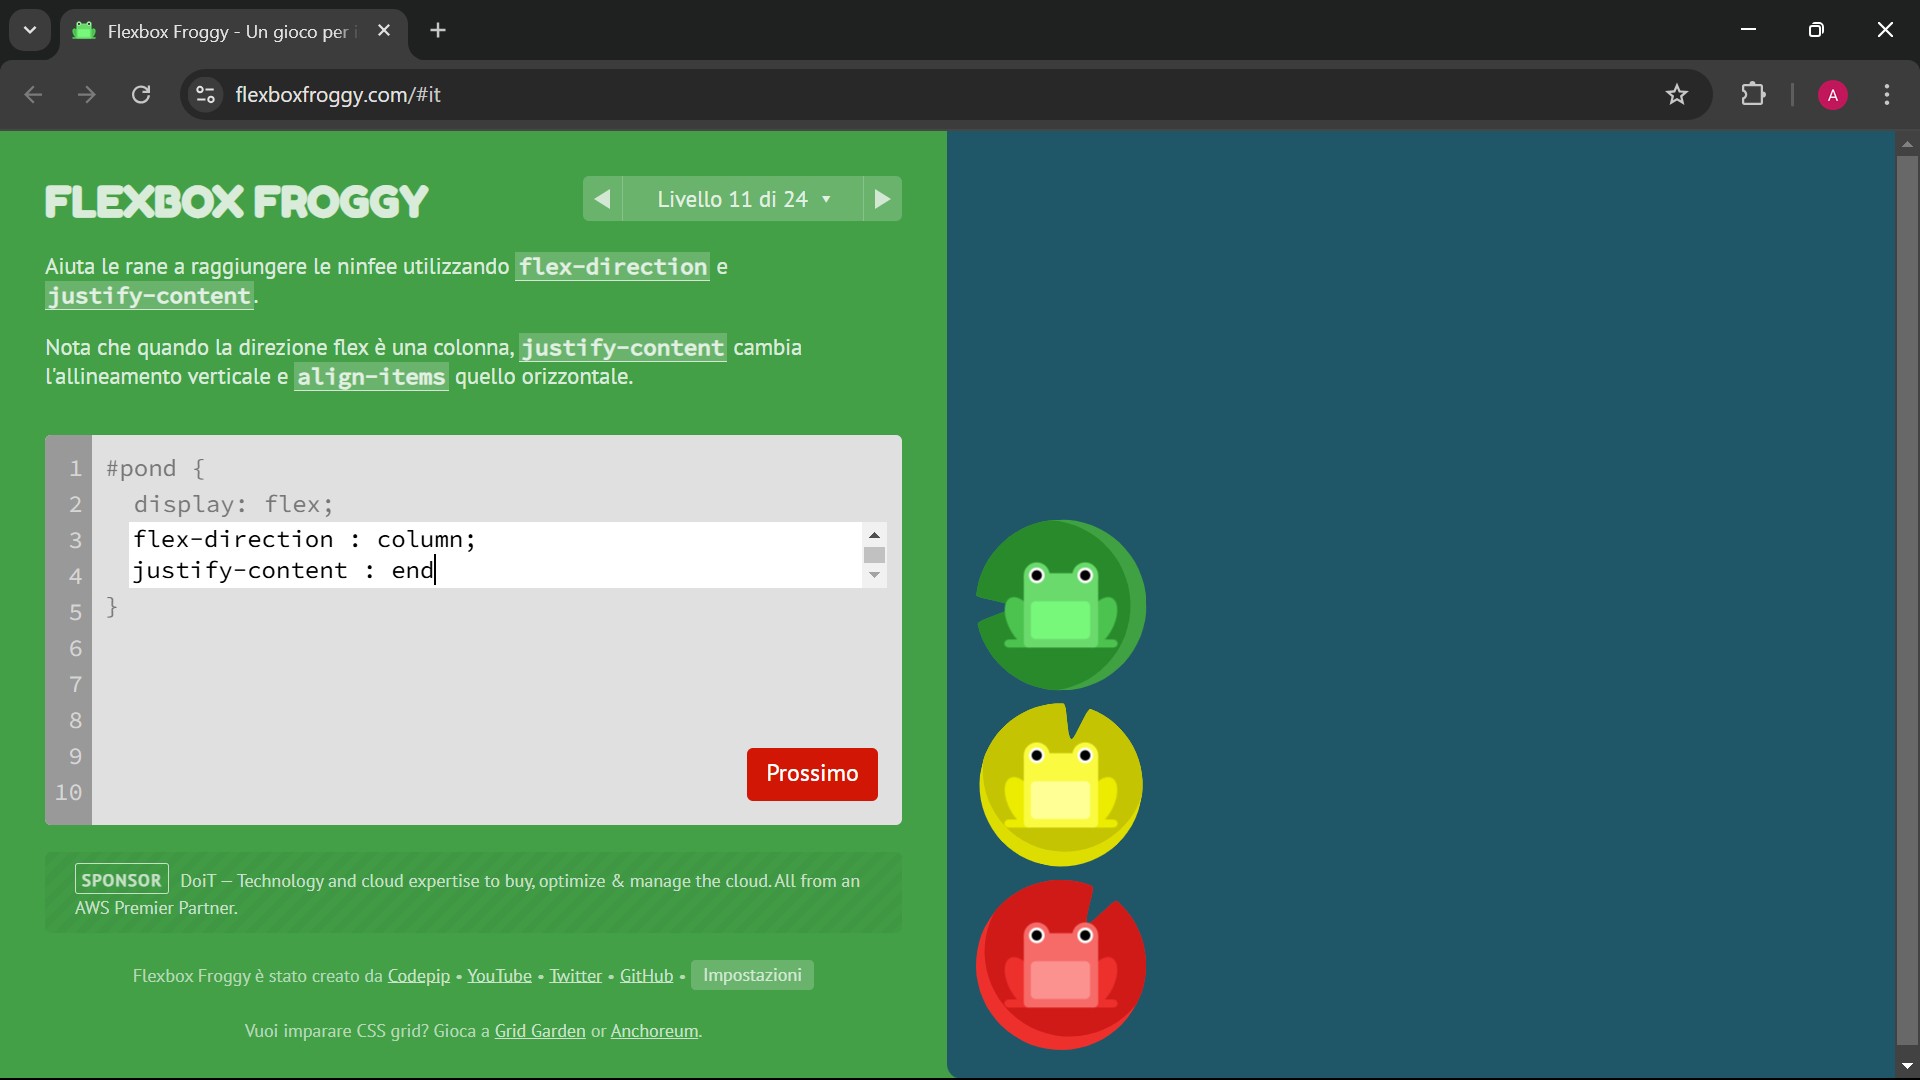 Flexbox Froggy - Un gioco per i
flexboxfroggy.com/#it
A
FLEXBOX FROGGY
Livello 11 di 24
Aiuta le rane a raggiungere le ninfee utilizzando flex-direction e
justify-content.
Nota che quando la direzione flex è una colonna, justify-content cambia
l'allineamento verticale e align-items quello orizzontale.
1 #pond {
2 display: flex;
3 flex-direction : column;
4 justify-content : end
5 }
6
7
8
9
10
Prossimo
SPONSOR DoiT – Technology and cloud expertise to buy, optimize & manage the cloud. All from an
AWS Premier Partner.
Flexbox Froggy è stato creato da Codepip • YouTube • Twitter • GitHub • Impostazioni
Vuoi imparare CSS grid? Gioca a Grid Garden or Anchoreum.